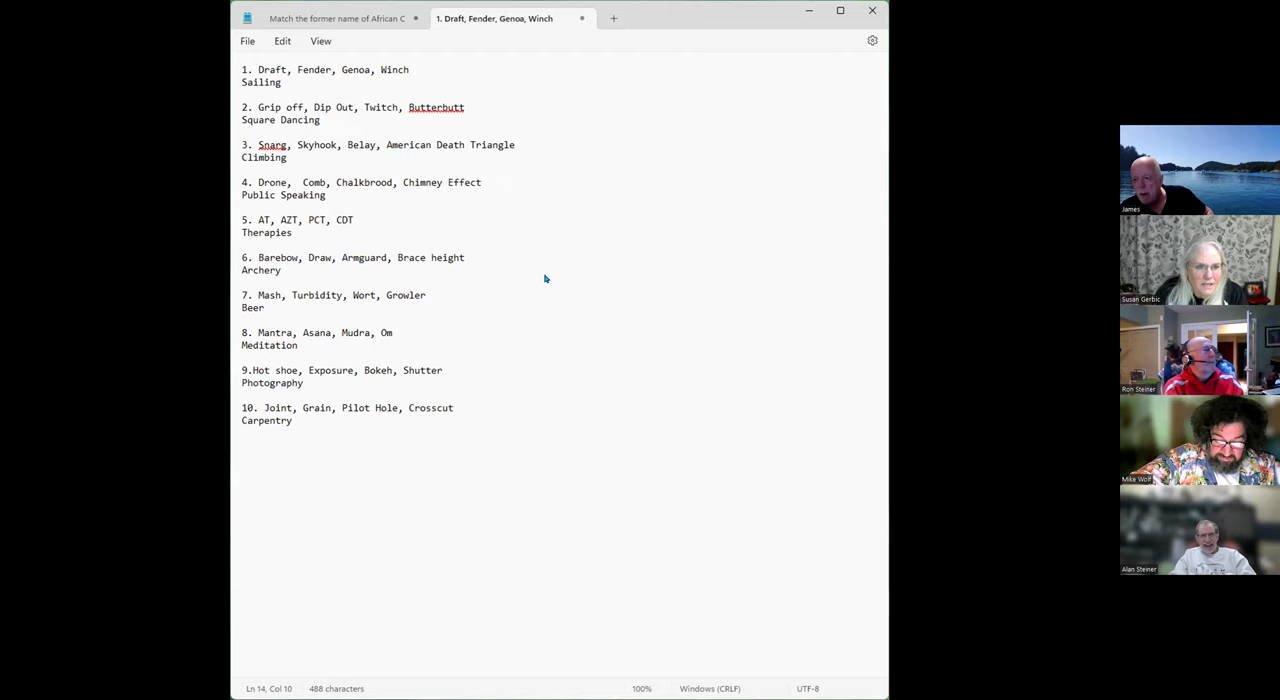 Match the former name of African C
1. Draft, Fender, Genoa, Winch
File
Edit
View
1. Draft, Fender, Genoa, Winch
Sailing
2. Grip off, Dip Out, Twitch, Butterbutt
Square Dancing
3. Snarg, Skyhook, Belay, American Death Triangle
Climbing
4. Drone,  Comb, Chalkbrood, Chimney Effect
Public Speaking
5. AT, AZT, PCT, CDT
Therapies
6. Barebow, Draw, Armguard, Brace height
Archery
7. Mash, Turbidity, Wort, Growler
Beer
8. Mantra, Asana, Mudra, Om
Meditation
9.Hot shoe, Exposure, Bokeh, Shutter
Photography
10. Joint, Grain, Pilot Hole, Crosscut
Carpentry
Ln 14, Col 10
488 characters
100%
Windows (CRLF)
UTF-8
James
Susan Gerbic
Ron Steiner
Mike Wolf
Alan Steiner